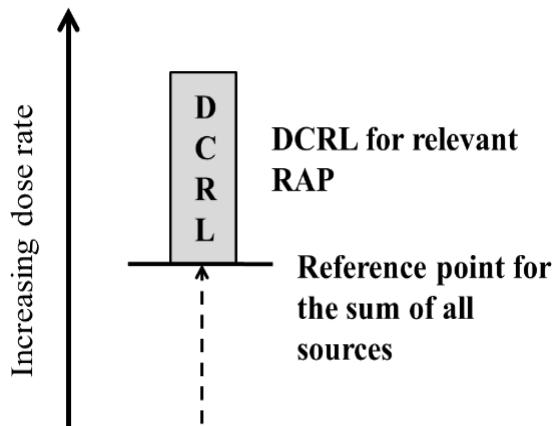 Increasing dose rate
D
C
R
L
DCRL for relevant
RAP
Reference point for
the sum of all
sources